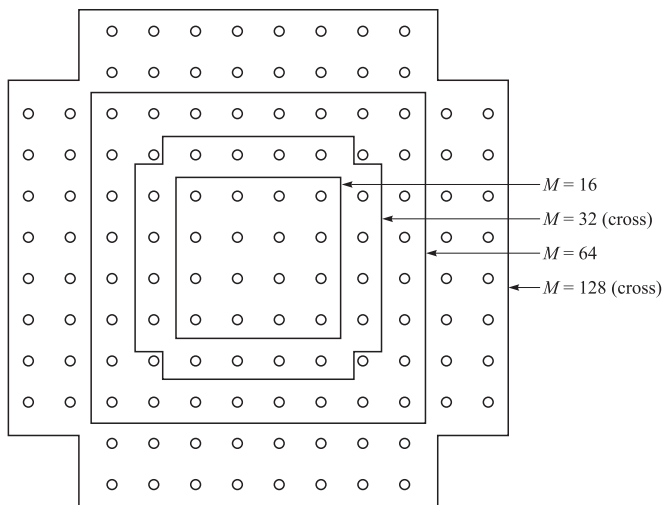 M = 16
M = 32 (cross)
M = 64
M = 128 (cross)